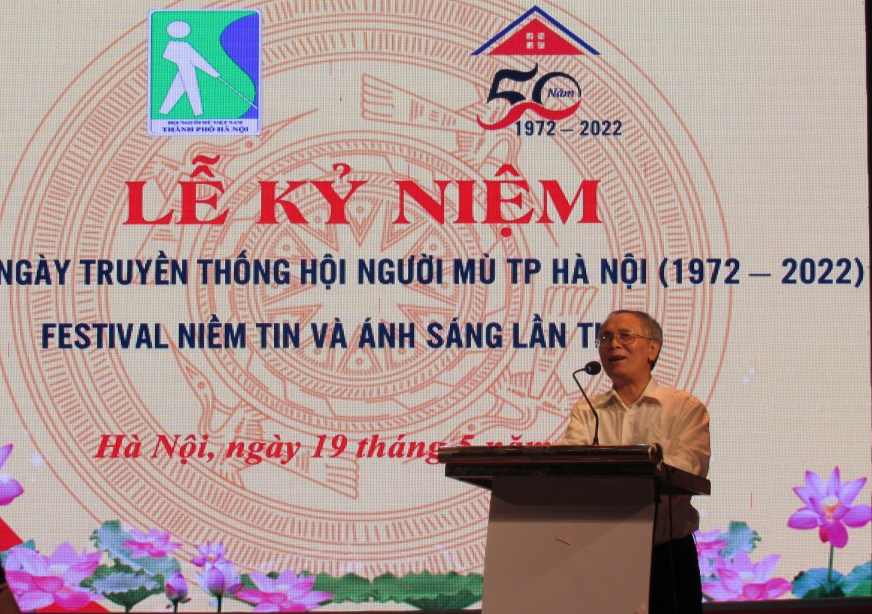 HỘI NGƯỜI MÙ VIỆT NAM
THÀNH PHỐ HÀ NỘI
50 Năm
1972 – 2022
LỄ KỶ NIỆM
NGÀY TRUYỀN THỐNG HỘI NGƯỜI MÙ TP HÀ NỘI (1972 – 2022)
FESTIVAL NIỀM TIN VÀ ÁNH SÁNG LẦN
Hà Nội, ngày 19 tháng 5 năm